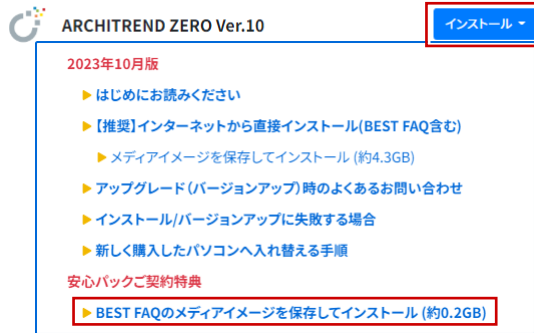 ARCHITREND ZERO Ver.10
インストール
2023年10月版
はじめにお読みください
【推奨】インターネットから直接インストール(BEST FAQ含む)
メディアイメージを保存してインストール (約4.3GB)
アップグレード(バージョンアップ)時のよくあるお問い合わせ
インストール/バージョンアップに失敗する場合
新しく購入したパソコンへ入れ替える手順
安心パックご契約特典
BEST FAQのメディアイメージを保存してインストール (約0.2GB)